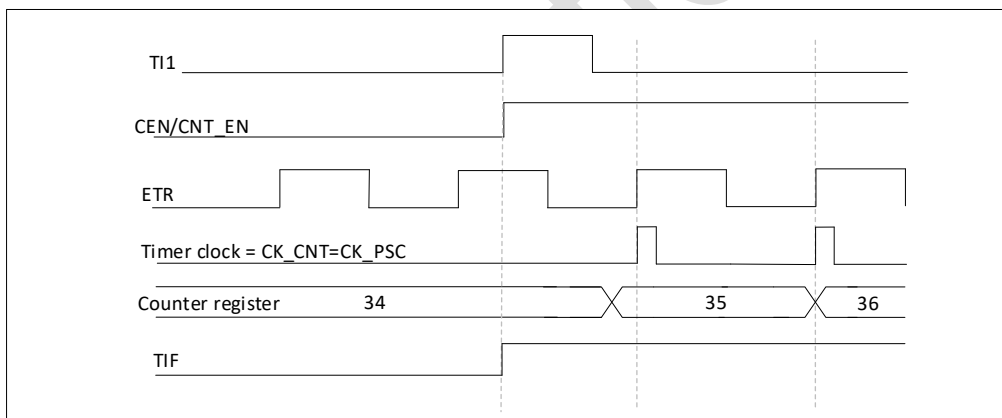 TI1
CEN/CNT_EN
ETR
Timer clock = CK_CNT=CK_PSC
Counter register 34 35 36
TIF